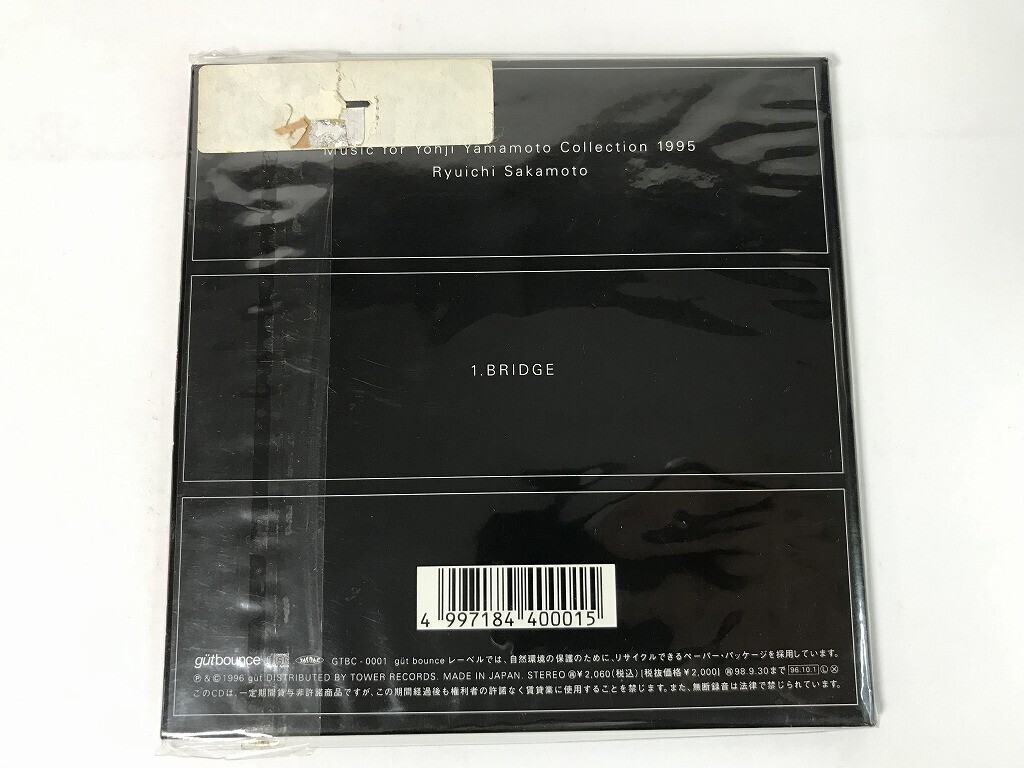 Music for Yohji Yamamoto Collection 1995
Ryuichi Sakamoto
1.BRIDGE
4 997184 400015
gütbounce GTBC-0001 güt bounce レーベルでは、自然環境の保護のために、リサイクルできるペーパー・パッケージを採用しています。
℗&©1996 güt DISTRIBUTED BY TOWER RECORDS. MADE IN JAPAN. STEREO ¥2,060(税込)[税抜価格¥2,000] 98.9.30まで 96.10.1 Ⓛ
このCDは、一定期間貸与非許諾商品ですが、この期間経過後も権利者の許諾なく賃貸業に使用することを禁じます。また、無断録音は法律で禁じられています。